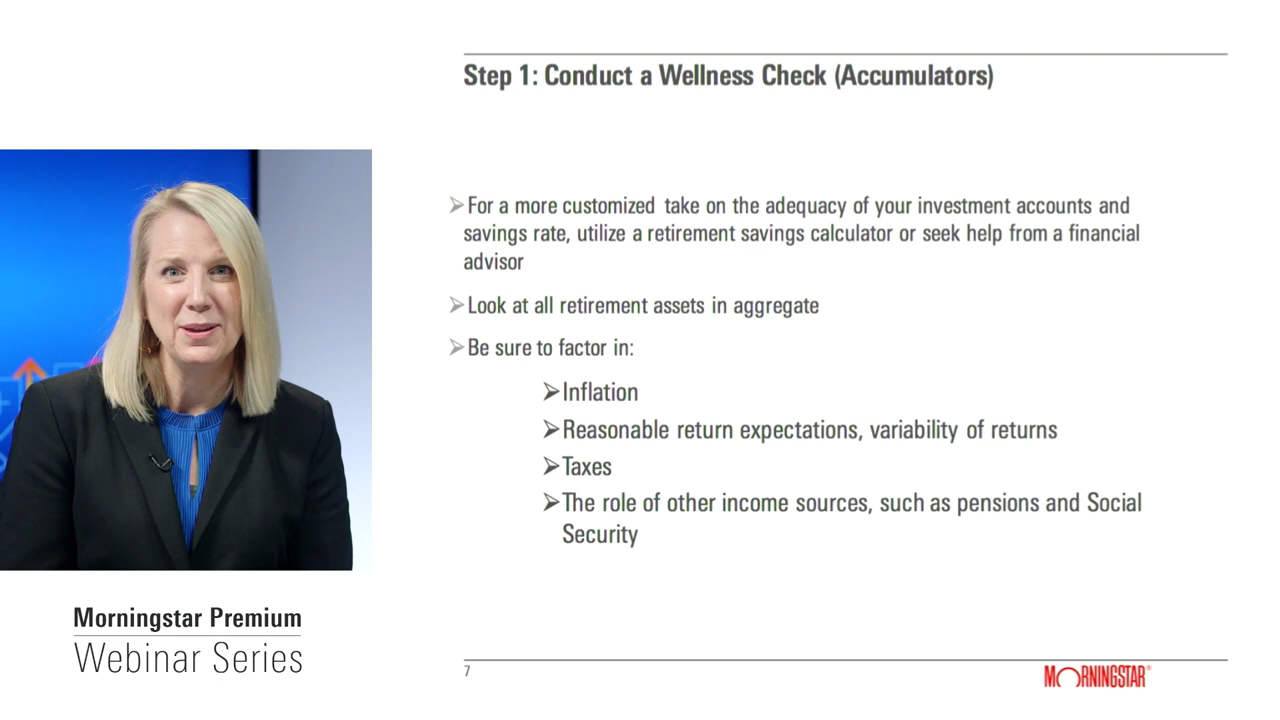 Step 1: Conduct a Wellness Check (Accumulators)
➢For a more customized take on the adequacy of your investment accounts and
savings rate, utilize a retirement savings calculator or seek help from a financial
advisor
➢Look at all retirement assets in aggregate
➢Be sure to factor in:
➢Inflation
➢Reasonable return expectations, variability of returns
➢Taxes
➢The role of other income sources, such as pensions and Social
Security
Morningstar Premium
Webinar Series
7
MORNINGSTAR®